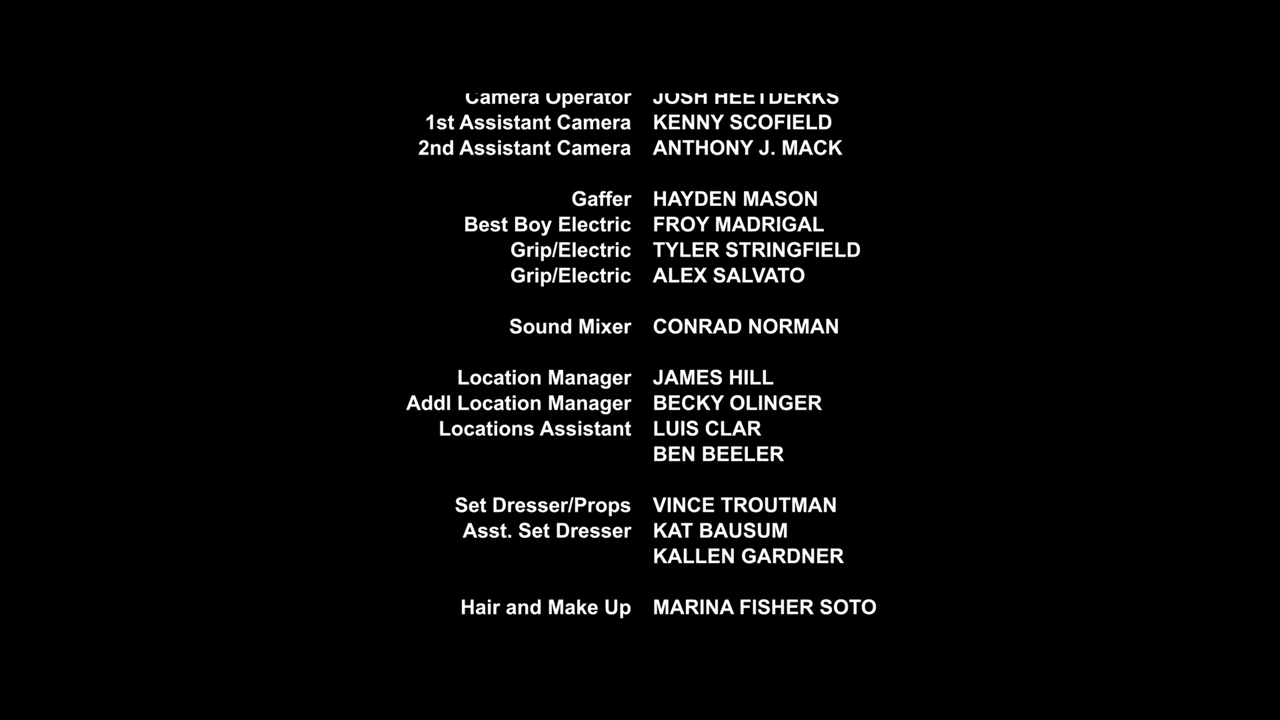 Camera Operator JOSH HEETDERKS
1st Assistant Camera KENNY SCOFIELD
2nd Assistant Camera ANTHONY J. MACK
Gaffer HAYDEN MASON
Best Boy Electric FROY MADRIGAL
Grip/Electric TYLER STRINGFIELD
Grip/Electric ALEX SALVATO
Sound Mixer CONRAD NORMAN
Location Manager JAMES HILL
Addl Location Manager BECKY OLINGER
Locations Assistant LUIS CLAR
BEN BEELER
Set Dresser/Props VINCE TROUTMAN
Asst. Set Dresser KAT BAUSUM
KALLEN GARDNER
Hair and Make Up MARINA FISHER SOTO